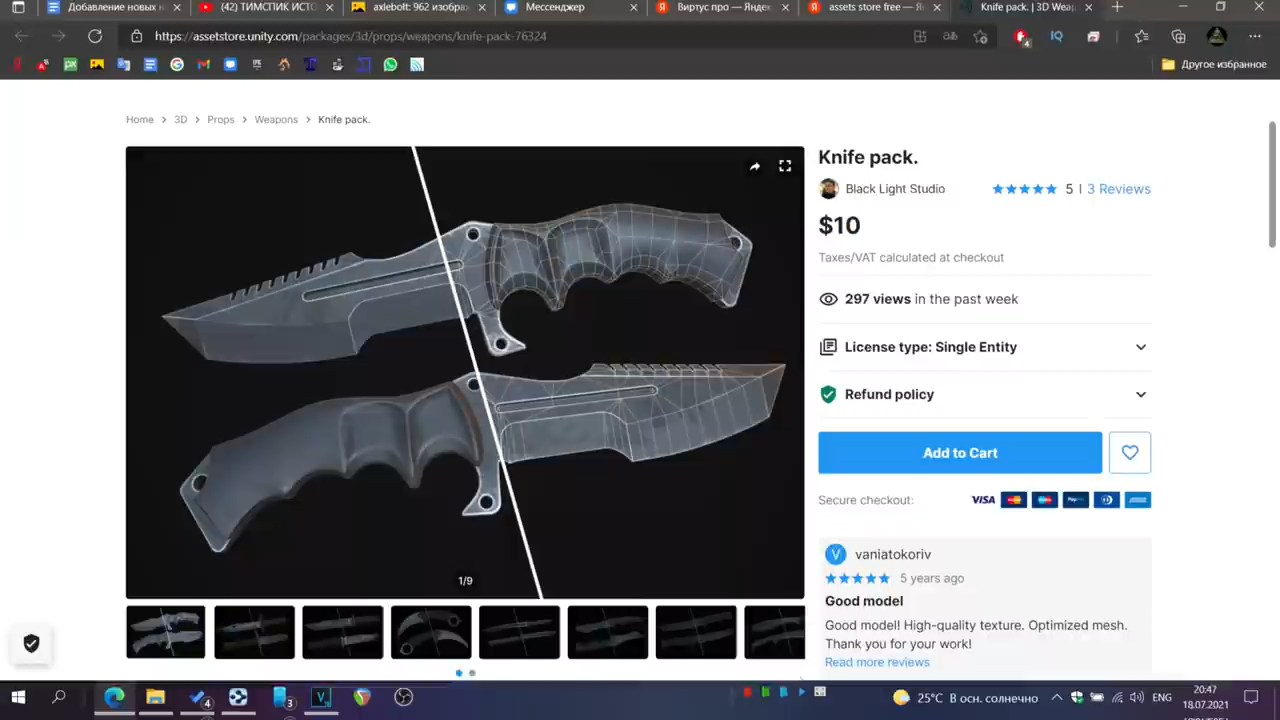 Добавление новых н
(42) ТИМСПИК ИСТО
axlebolt: 962 изображ
Мессенджер
Виртус про — Яндек
assets store free — Я
Knife pack. | 3D Weap
https://assetstore.unity.com/packages/3d/props/weapons/knife-pack-76324
Другое избранное
Home > 3D > Props > Weapons > Knife pack.
Knife pack.
Black Light Studio
5 | 3 Reviews
$10
Taxes/VAT calculated at checkout
297 views in the past week
License type: Single Entity
Refund policy
Add to Cart
Secure checkout:
VISA
1/9
V vaniatokoriv
5 years ago
Good model
Good model! High-quality texture. Optimized mesh.
Thank you for your work!
Read more reviews
4
3
25°C В осн. солнечно
ENG
20:47
18.07.2021